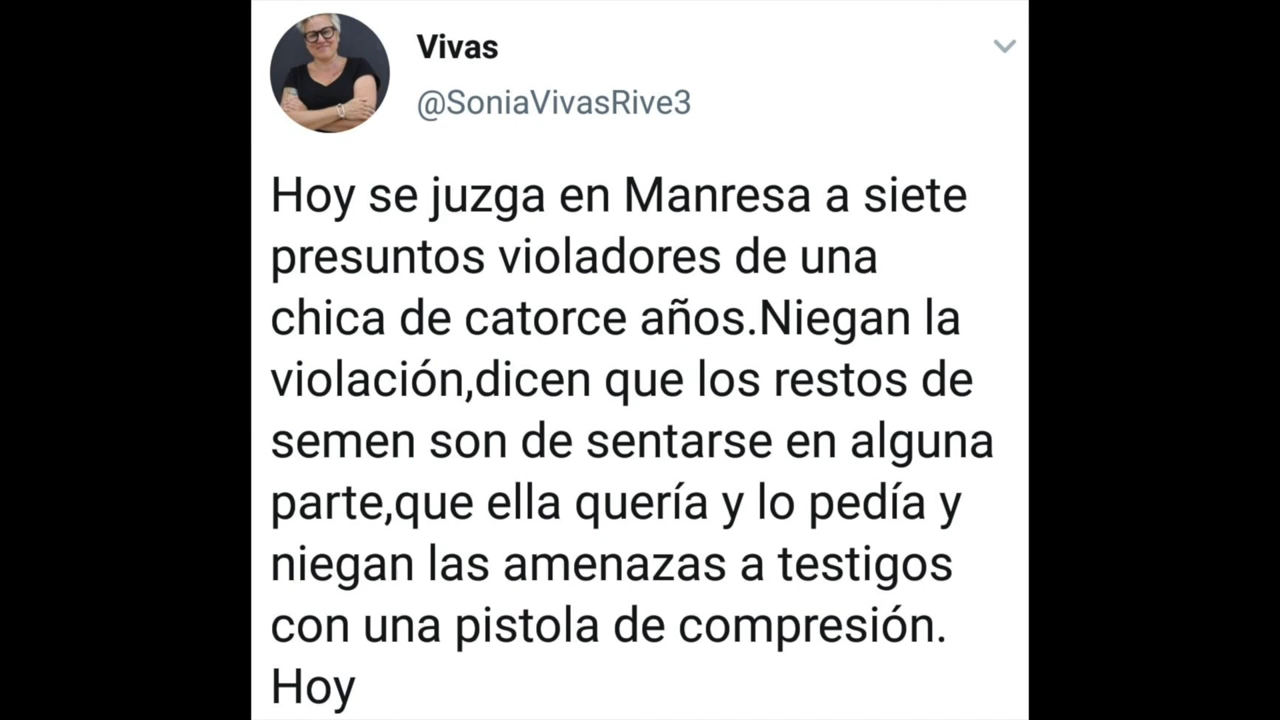 Vivas
@SoniaVivasRive3
Hoy se juzga en Manresa a siete
presuntos violadores de una
chica de catorce años.Niegan la
violación,dicen que los restos de
semen son de sentarse en alguna
parte,que ella quería y lo pedía y
niegan las amenazas a testigos
con una pistola de compresión.
Hoy